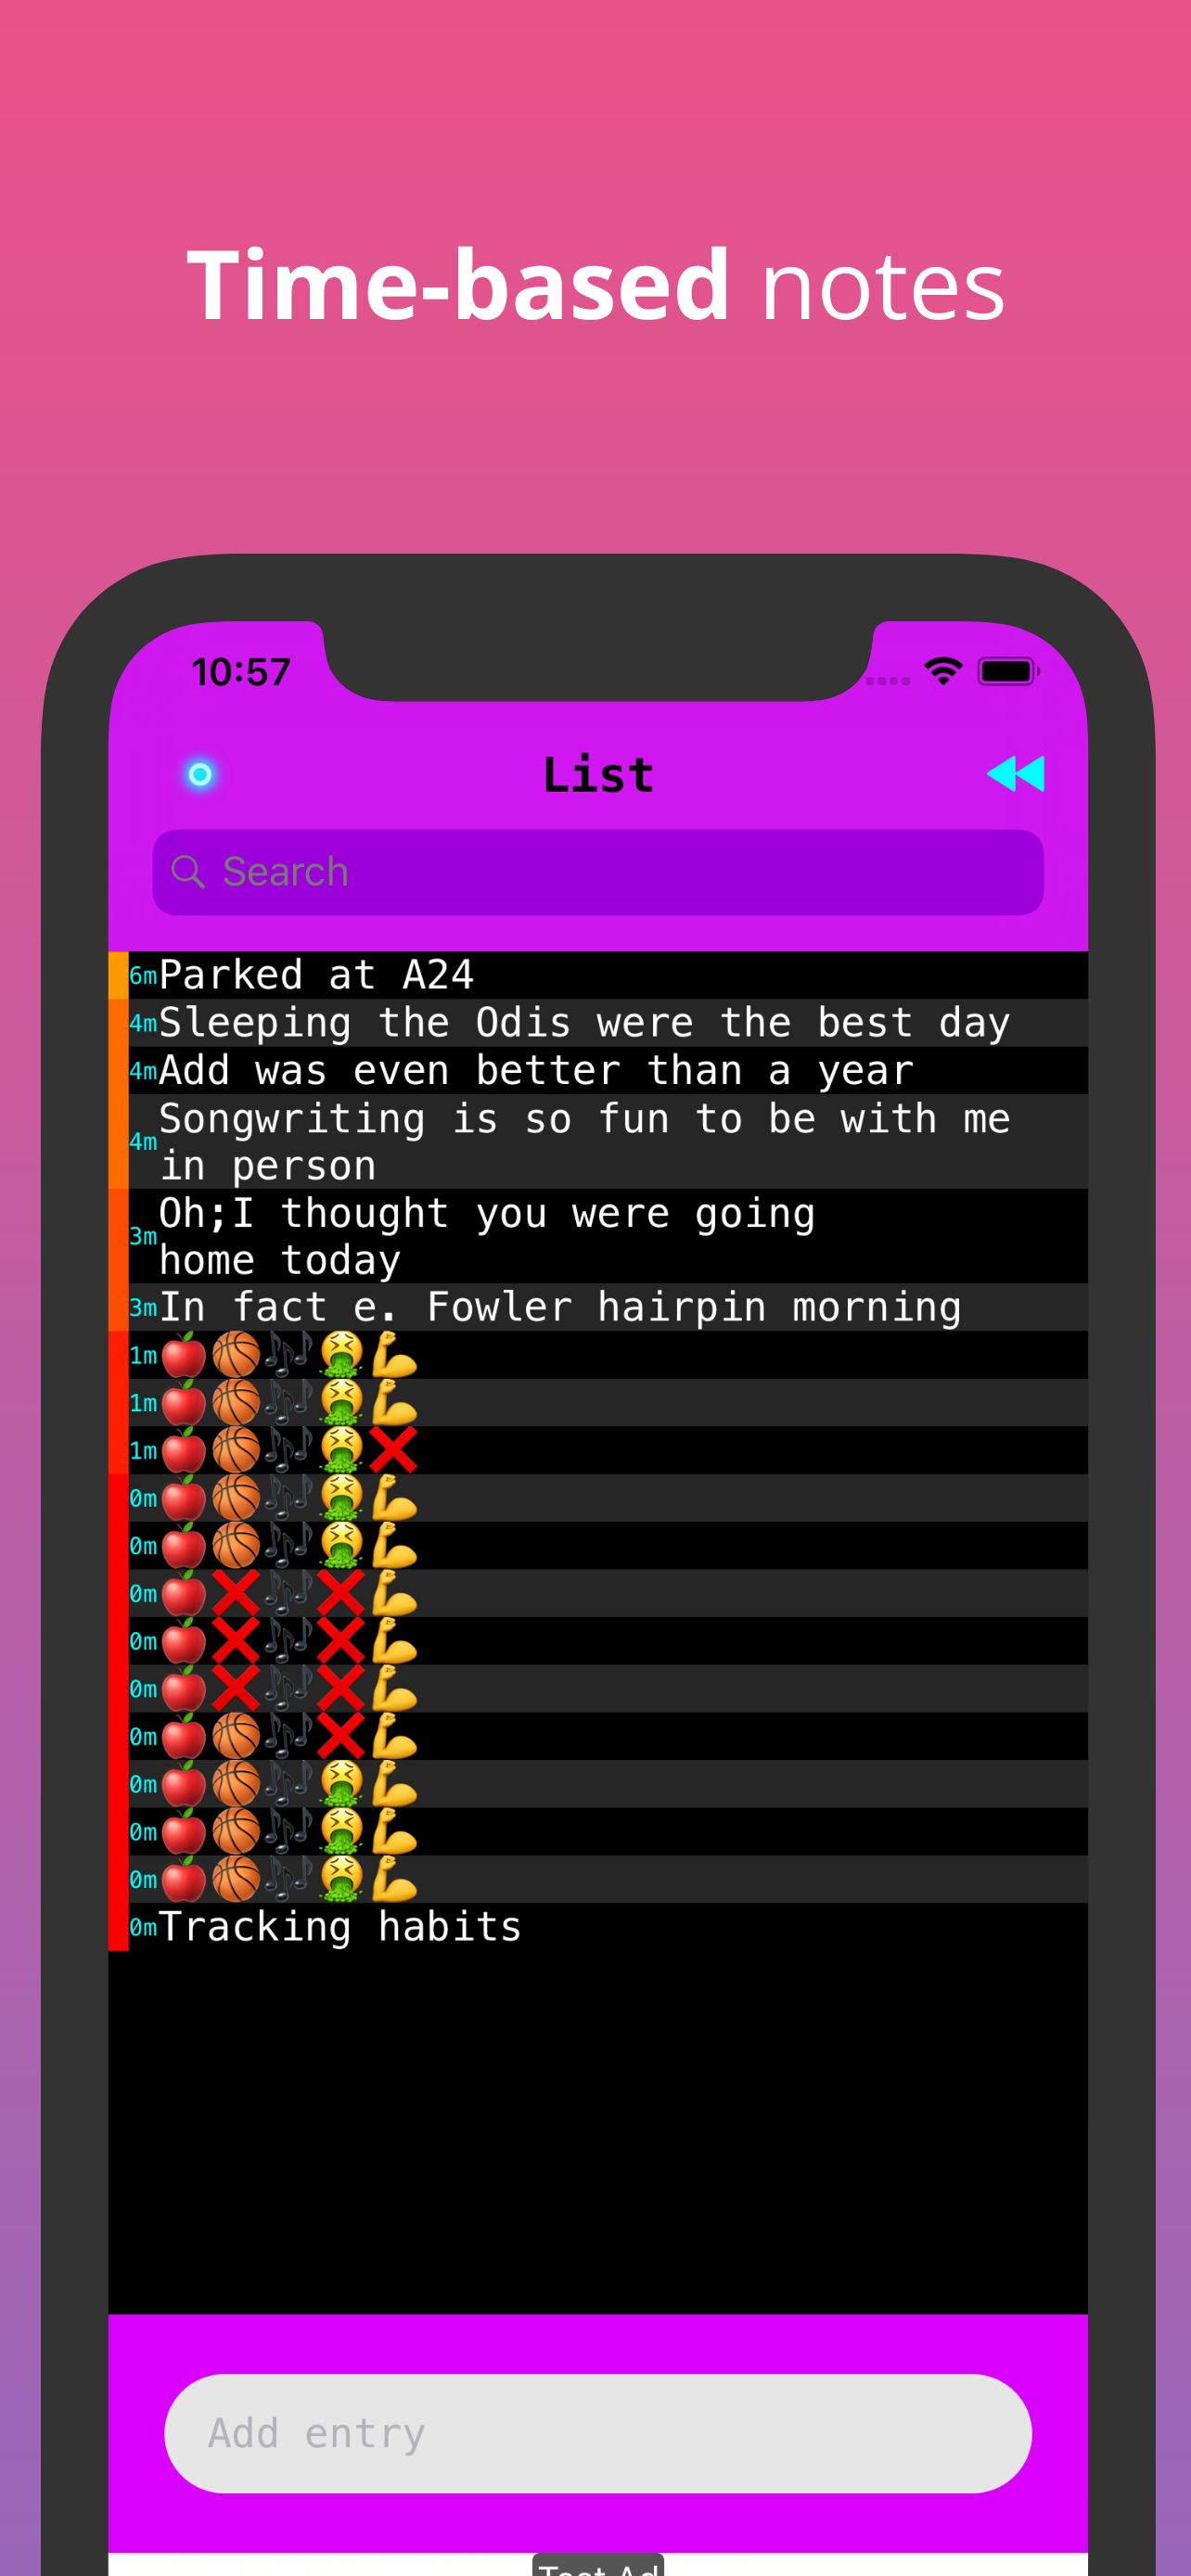 Time-based notes
10:57
List
Search
6m Parked at A24
4m Sleeping the Odis were the best day
4m Add was even better than a year
4m Songwriting is so fun to be with me
in person
3m Oh;I thought you were going
home today
3m In fact e. Fowler hairpin morning
1m 🍎🏀🎶🤮💪
1m 🍎🏀🎶🤮💪
1m 🍎🏀🎶🤮❌
0m 🍎🏀🎶🤮💪
0m 🍎🏀🎶🤮💪
0m 🍎❌🎶❌💪
0m 🍎❌🎶❌💪
0m 🍎❌🎶❌💪
0m 🍎🏀🎶❌💪
0m 🍎🏀🎶🤮💪
0m 🍎🏀🎶🤮💪
0m 🍎🏀🎶🤮💪
0m Tracking habits
Add entry
Test Ad